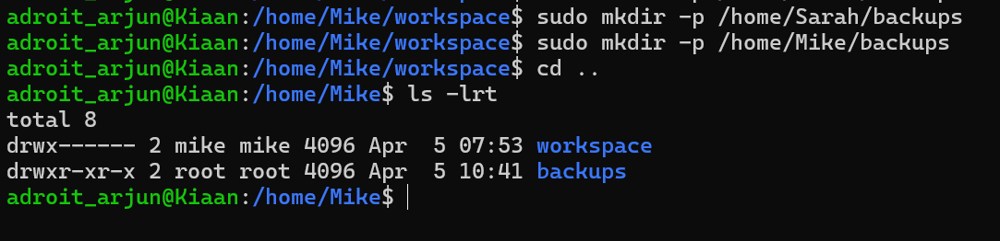 adroit_arjun@Kiaan:/home/Mike/workspace$ sudo mkdir -p /home/Sarah/backups
adroit_arjun@Kiaan:/home/Mike/workspace$ sudo mkdir -p /home/Mike/backups
adroit_arjun@Kiaan:/home/Mike/workspace$ cd ..
adroit_arjun@Kiaan:/home/Mike$ ls -lrt
total 8
drwx------ 2 mike mike 4096 Apr  5 07:53 workspace
drwxr-xr-x 2 root root 4096 Apr  5 10:41 backups
adroit_arjun@Kiaan:/home/Mike$